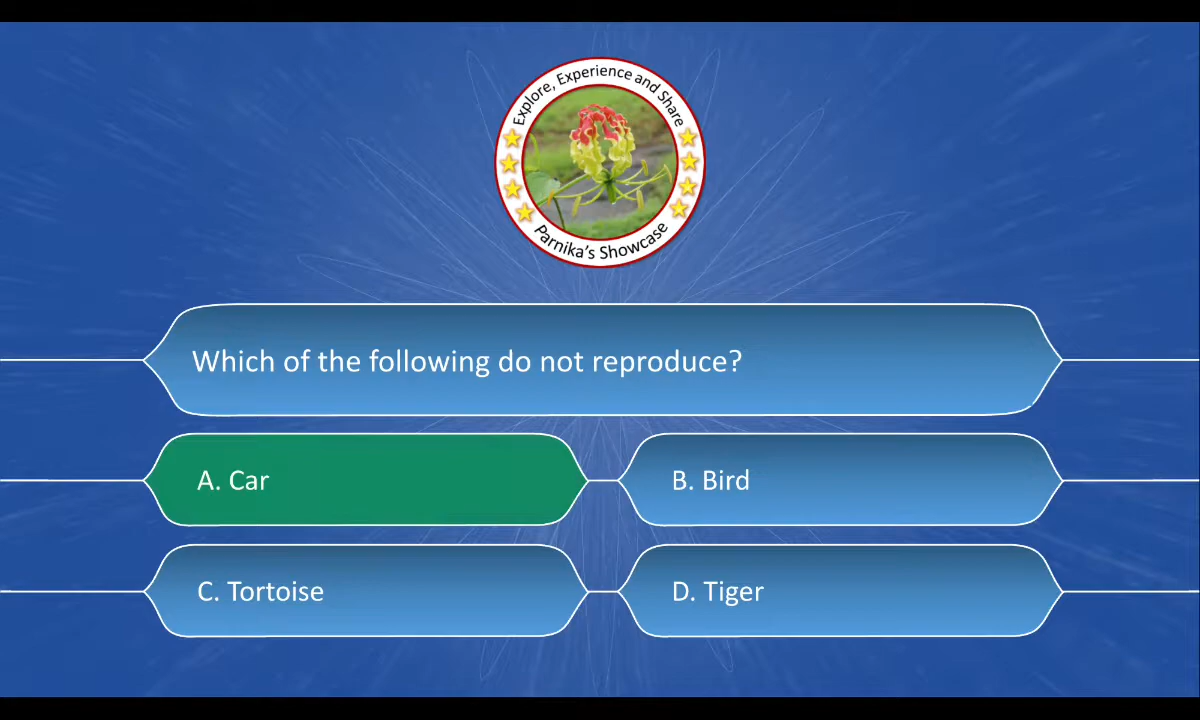 Explore, Experience and Share
Parnika's Showcase
Which of the following do not reproduce?
A. Car
B. Bird
C. Tortoise
D. Tiger